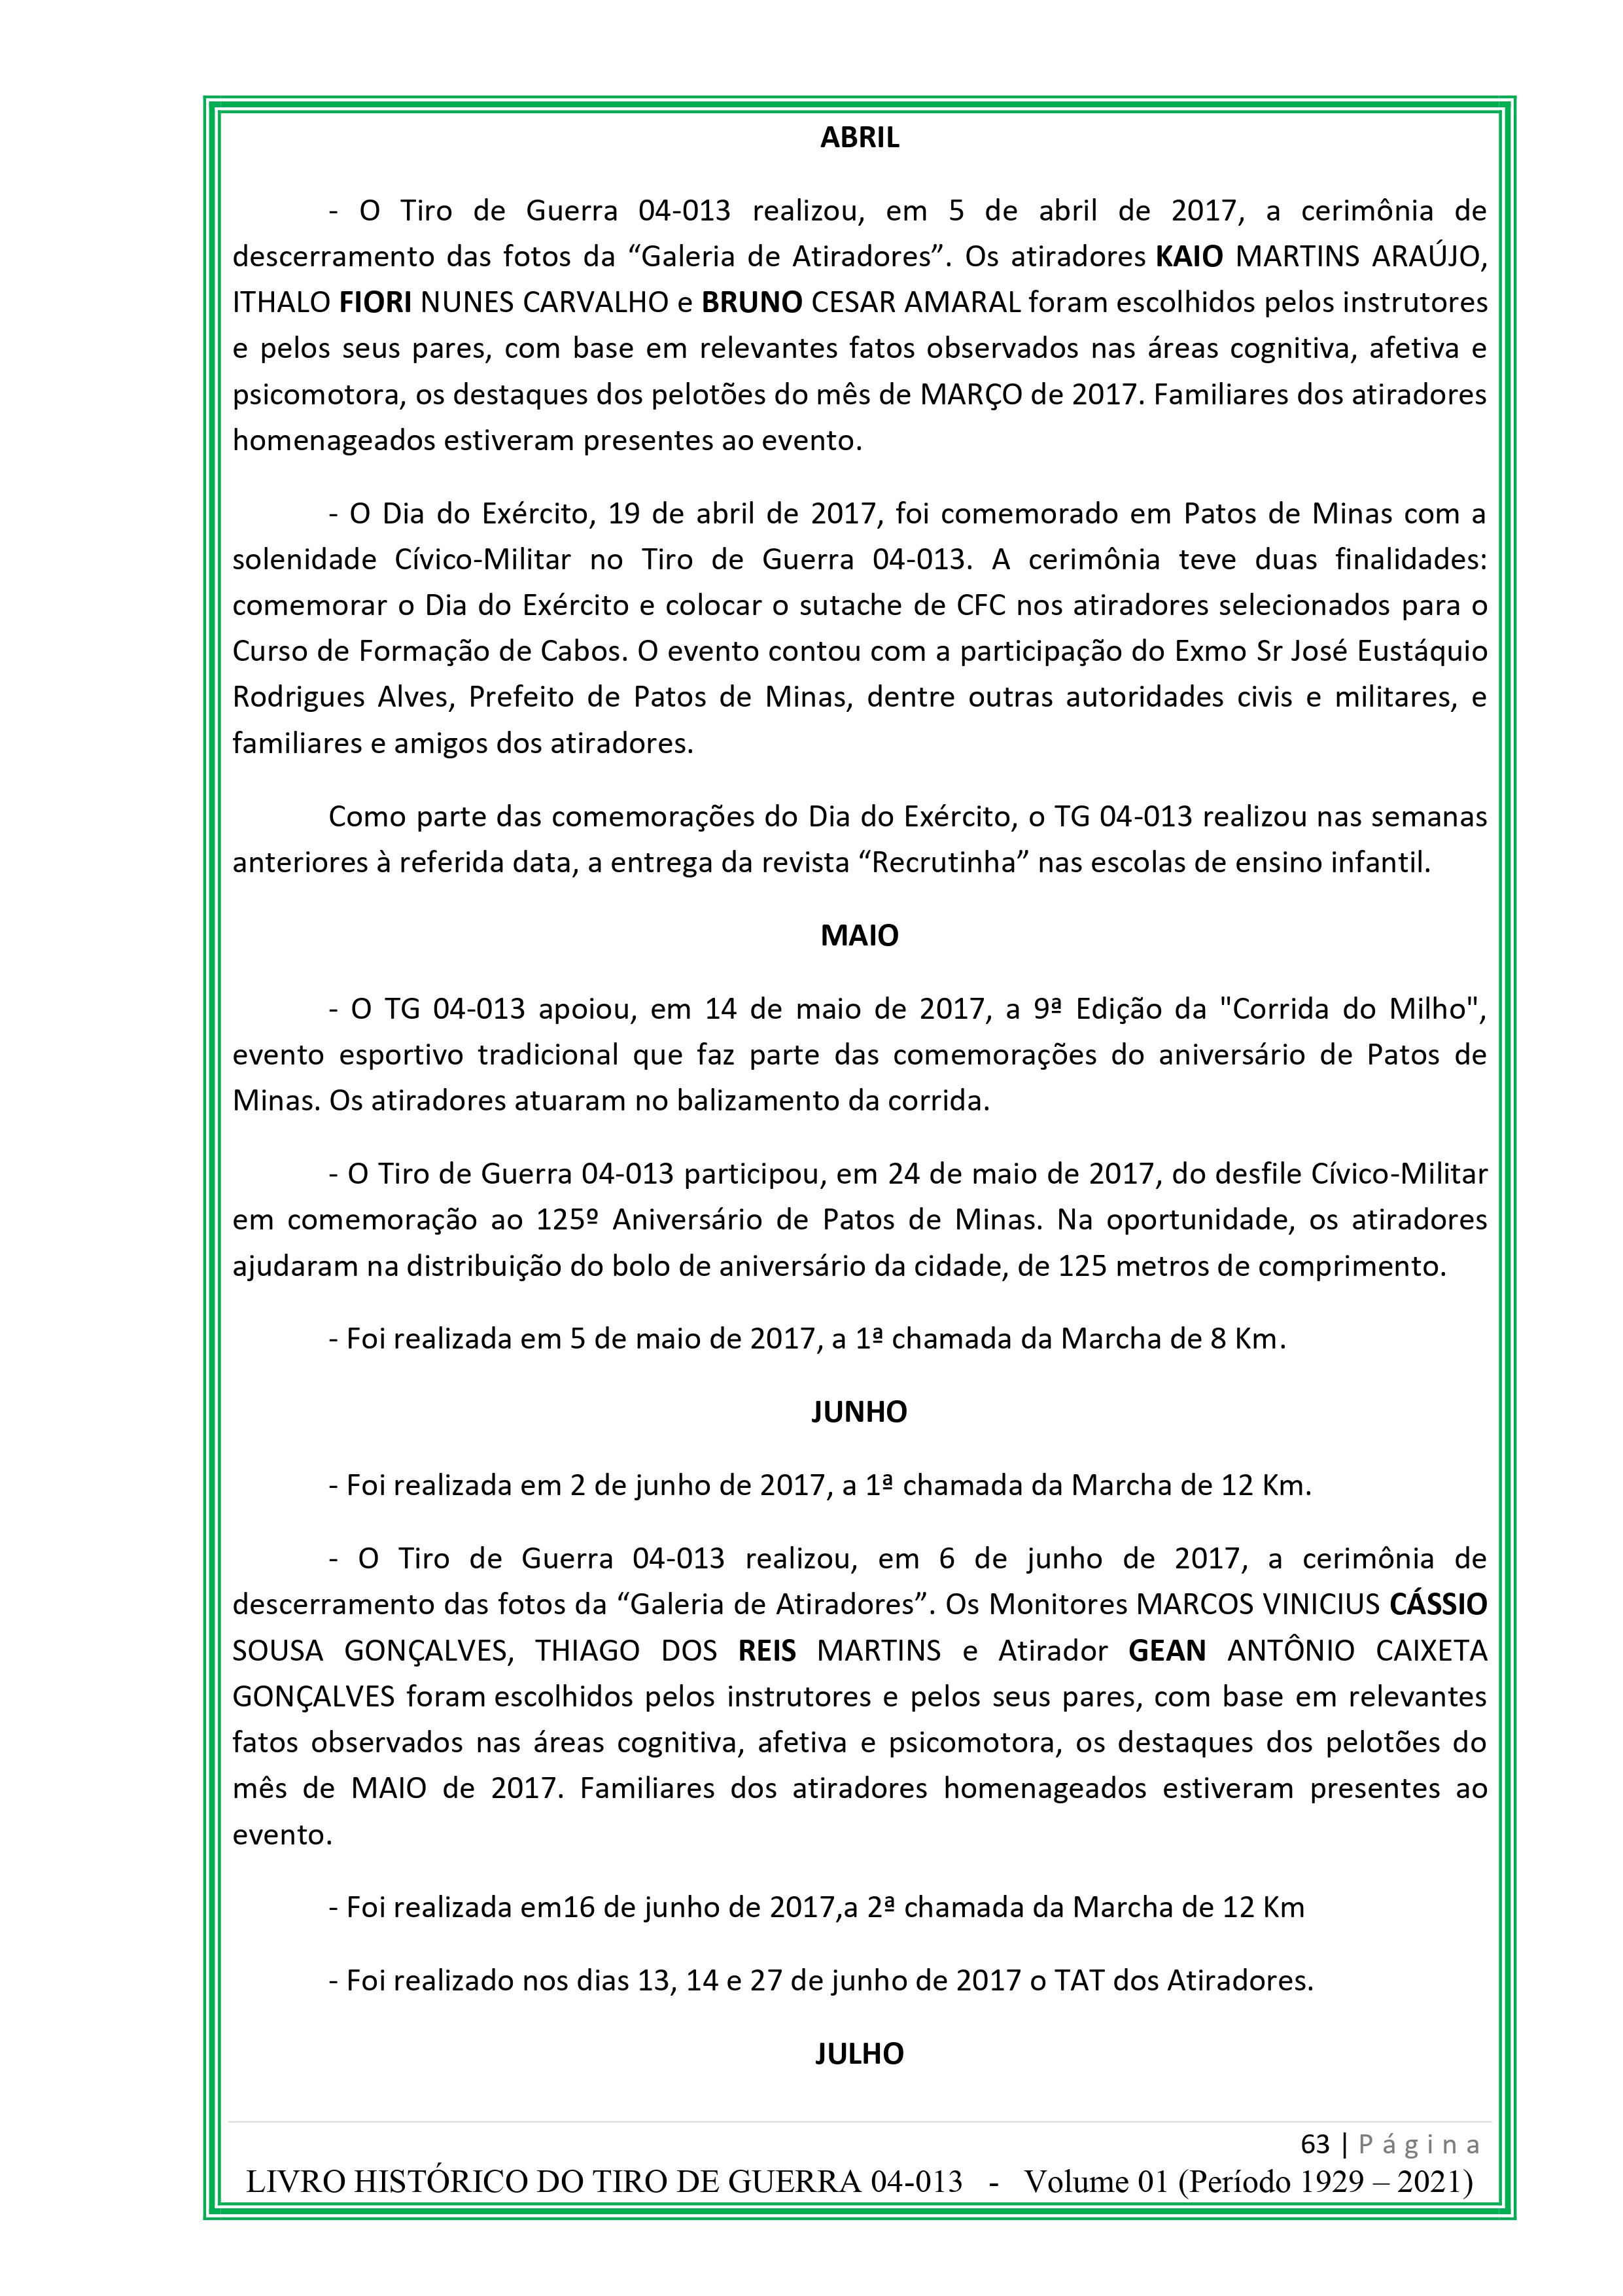 ABRIL
- O Tiro de Guerra 04-013 realizou, em 5 de abril de 2017, a cerimônia de
descerramento das fotos da “Galeria de Atiradores”. Os atiradores KAIO MARTINS ARAÚJO,
ITHALO FIORI NUNES CARVALHO e BRUNO CESAR AMARAL foram escolhidos pelos instrutores
e pelos seus pares, com base em relevantes fatos observados nas áreas cognitiva, afetiva e
psicomotora, os destaques dos pelotões do mês de MARÇO de 2017. Familiares dos atiradores
homenageados estiveram presentes ao evento.
- O Dia do Exército, 19 de abril de 2017, foi comemorado em Patos de Minas com a
solenidade Cívico-Militar no Tiro de Guerra 04-013. A cerimônia teve duas finalidades:
comemorar o Dia do Exército e colocar o sutache de CFC nos atiradores selecionados para o
Curso de Formação de Cabos. O evento contou com a participação do Exmo Sr José Eustáquio
Rodrigues Alves, Prefeito de Patos de Minas, dentre outras autoridades civis e militares, e
familiares e amigos dos atiradores.
Como parte das comemorações do Dia do Exército, o TG 04-013 realizou nas semanas
anteriores à referida data, a entrega da revista “Recrutinha” nas escolas de ensino infantil.
MAIO
- O TG 04-013 apoiou, em 14 de maio de 2017, a 9ª Edição da "Corrida do Milho",
evento esportivo tradicional que faz parte das comemorações do aniversário de Patos de
Minas. Os atiradores atuaram no balizamento da corrida.
- O Tiro de Guerra 04-013 participou, em 24 de maio de 2017, do desfile Cívico-Militar
em comemoração ao 125º Aniversário de Patos de Minas. Na oportunidade, os atiradores
ajudaram na distribuição do bolo de aniversário da cidade, de 125 metros de comprimento.
- Foi realizada em 5 de maio de 2017, a 1ª chamada da Marcha de 8 Km.
JUNHO
- Foi realizada em 2 de junho de 2017, a 1ª chamada da Marcha de 12 Km.
- O Tiro de Guerra 04-013 realizou, em 6 de junho de 2017, a cerimônia de
descerramento das fotos da “Galeria de Atiradores”. Os Monitores MARCOS VINICIUS CÁSSIO
SOUSA GONÇALVES, THIAGO DOS REIS MARTINS e Atirador GEAN ANTÔNIO CAIXETA
GONÇALVES foram escolhidos pelos instrutores e pelos seus pares, com base em relevantes
fatos observados nas áreas cognitiva, afetiva e psicomotora, os destaques dos pelotões do
mês de MAIO de 2017. Familiares dos atiradores homenageados estiveram presentes ao
evento.
- Foi realizada em16 de junho de 2017,a 2ª chamada da Marcha de 12 Km
- Foi realizado nos dias 13, 14 e 27 de junho de 2017 o TAT dos Atiradores.
JULHO
63 | Página
LIVRO HISTÓRICO DO TIRO DE GUERRA 04-013 - Volume 01 (Período 1929 – 2021)